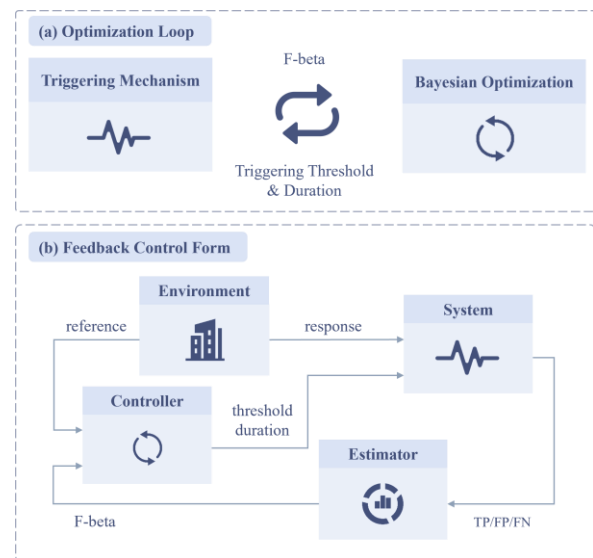 (a) Optimization Loop
Triggering Mechanism
F-beta
Bayesian Optimization
Triggering Threshold
& Duration
(b) Feedback Control Form
Environment
System
reference
response
Controller
threshold
duration
Estimator
F-beta
TP/FP/FN